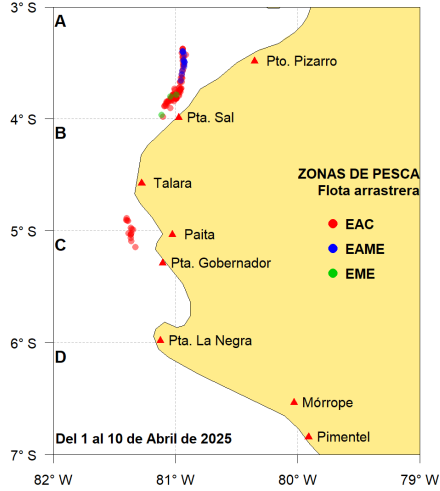 3° S
A
Pto. Pizarro
4° S
Pta. Sal
B
ZONAS DE PESCA
Flota arrastrera
Talara
EAC
5° S
Paita
C
EAME
Pta. Gobernador
EME
6° S
Pta. La Negra
D
Mórrope
Del 1 al 10 de Abril de 2025
Pimentel
7° S
82° W
81° W
80° W
79° W